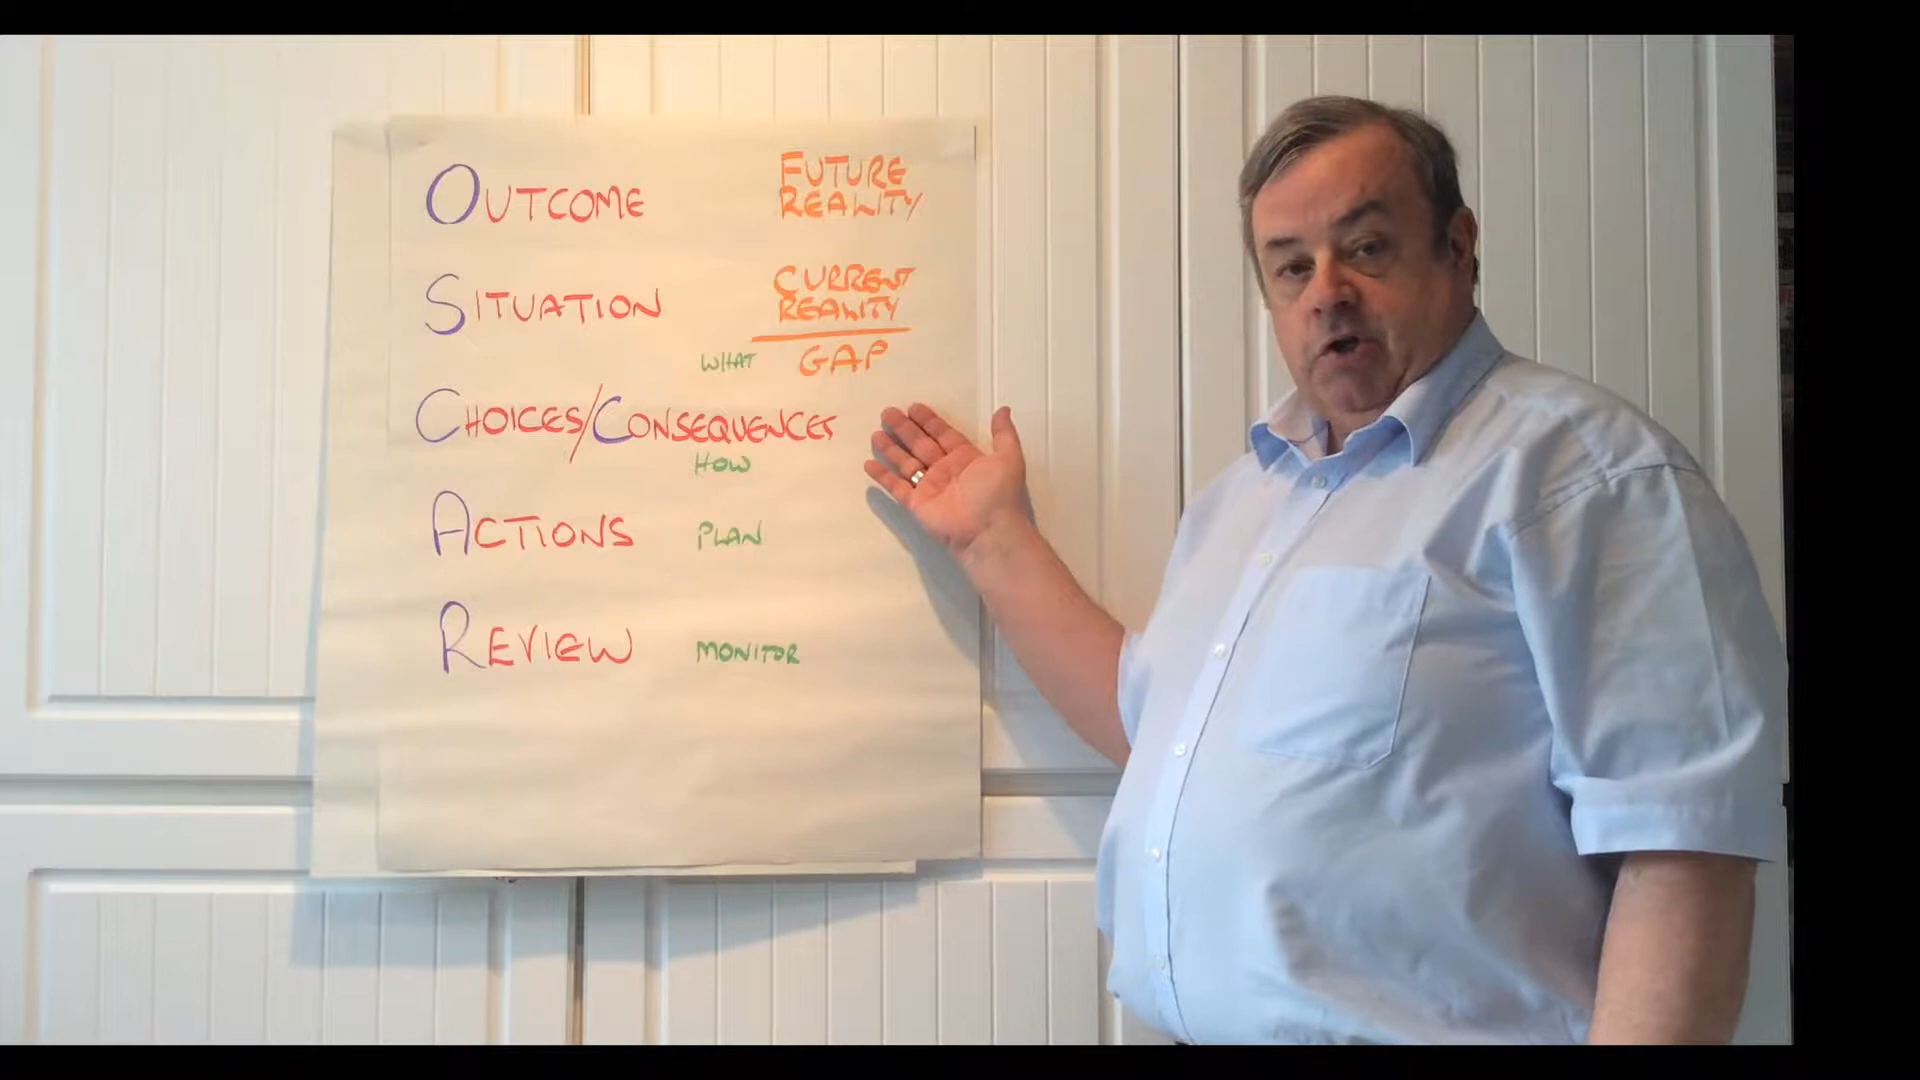 OUTCOME
FUTURE
REALITY
SITUATION
CURRENT
REALITY
WHAT GAP
CHOICES/CONSEQUENCES
HOW
ACTIONS PLAN
REVIEW MONITOR